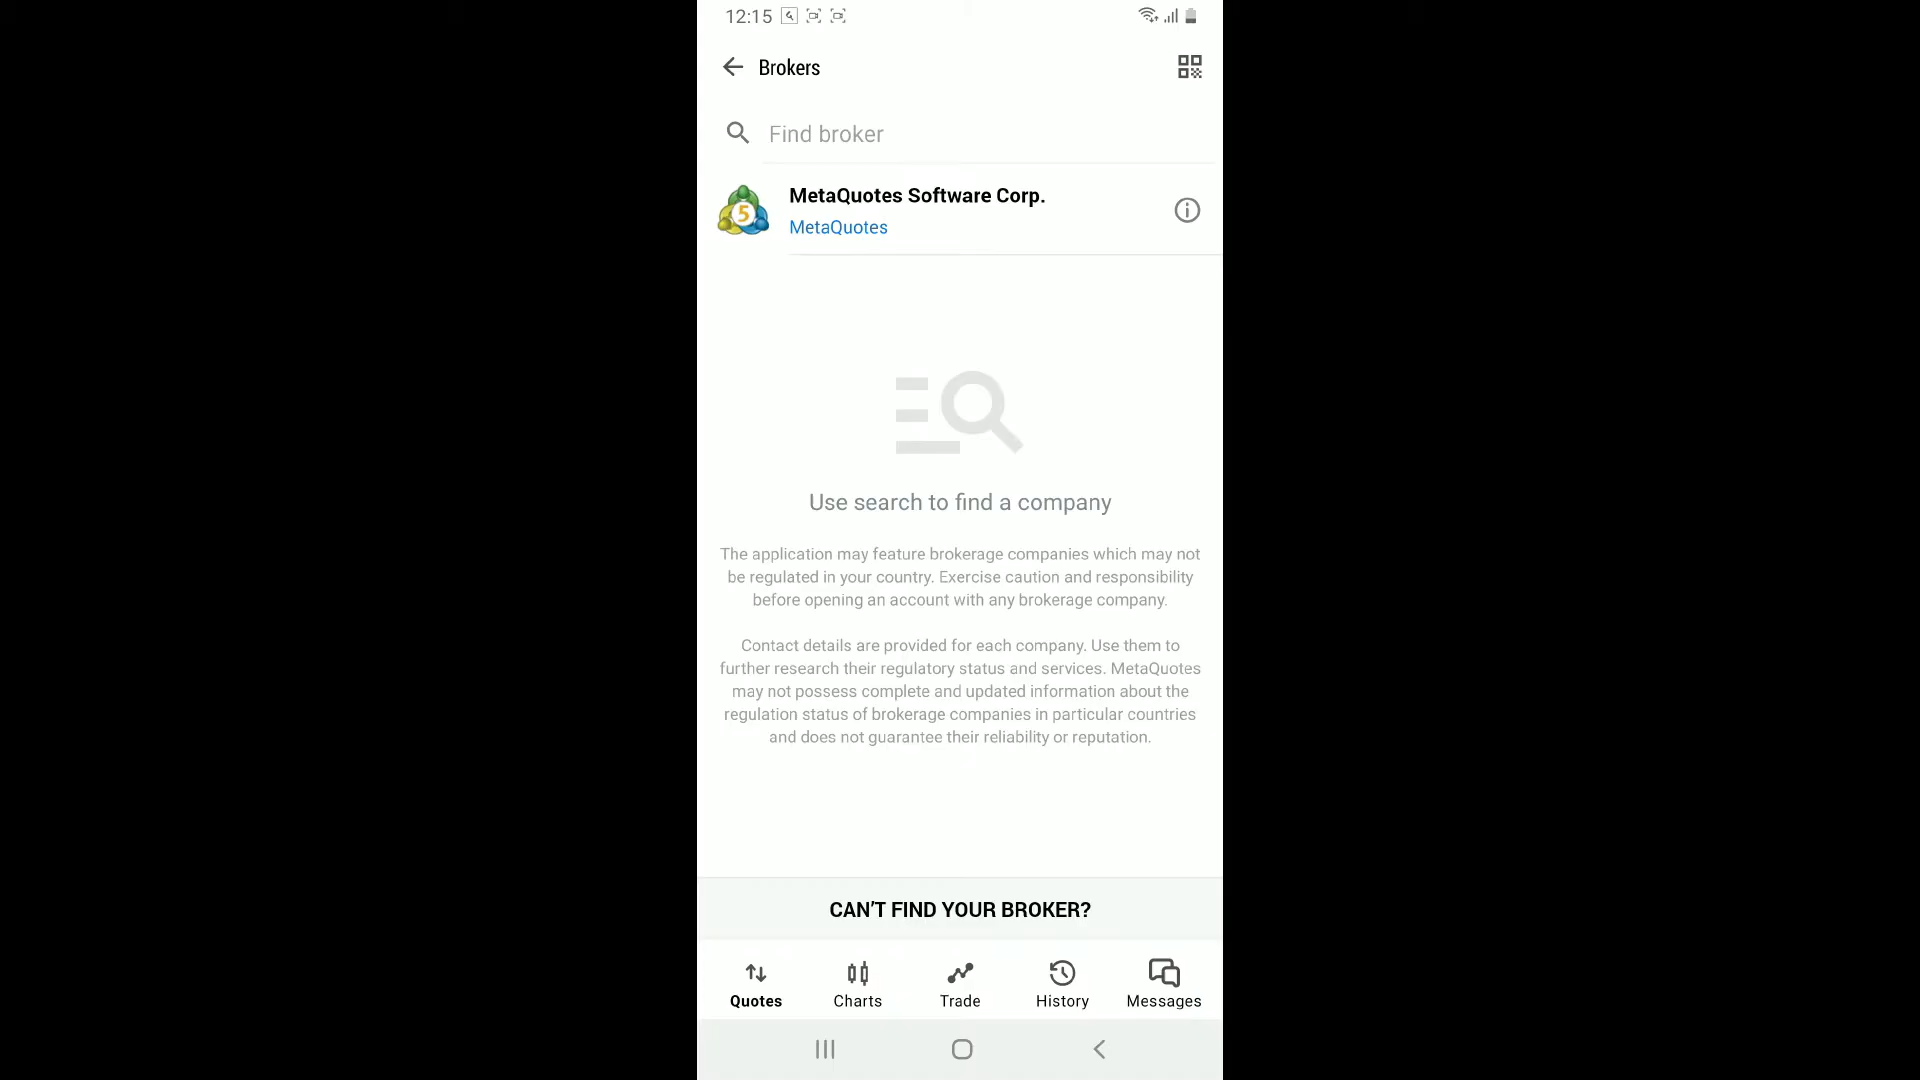 12:15
Brokers
Find broker
MetaQuotes Software Corp.
5
MetaQuotes
Use search to find a company
The application may feature brokerage companies which may not
be regulated in your country. Exercise caution and responsibility
before opening an account with any brokerage company.
Contact details are provided for each company. Use them to
further research their regulatory status and services. MetaQuotes
may not possess complete and updated information about the
regulation status of brokerage companies in particular countries
and does not guarantee their reliability or reputation.
CAN'T FIND YOUR BROKER?
Quotes
Charts
Trade
History
Messages